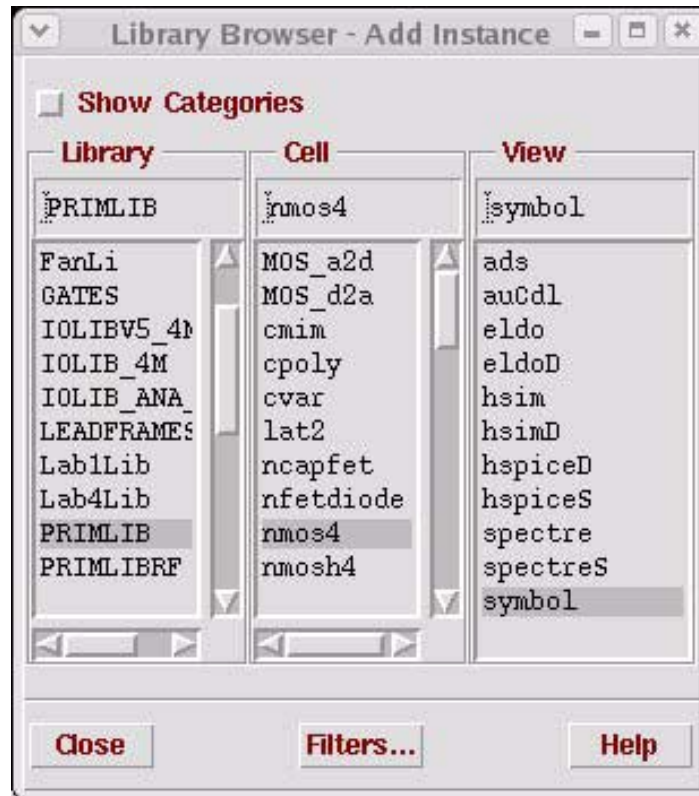 Library Browser - Add Instance
Show Categories
Library
PRIMLIB
FanLi
GATES
IOLIBV5_4M
IOLIB_4M
IOLIB_ANA_
LEADFRAMES
Lab1Lib
Lab4Lib
PRIMLIB
PRIMLIBRF
Cell
nmos4
MOS_a2d
MOS_d2a
cmim
cpoly
cvar
lat2
ncapfet
nfetdiode
nmos4
nmosh4
View
symbol
ads
auCdl
eldo
eldoD
hsim
hsimD
hspiceD
hspiceS
spectre
spectreS
symbol
Close
Filters...
Help